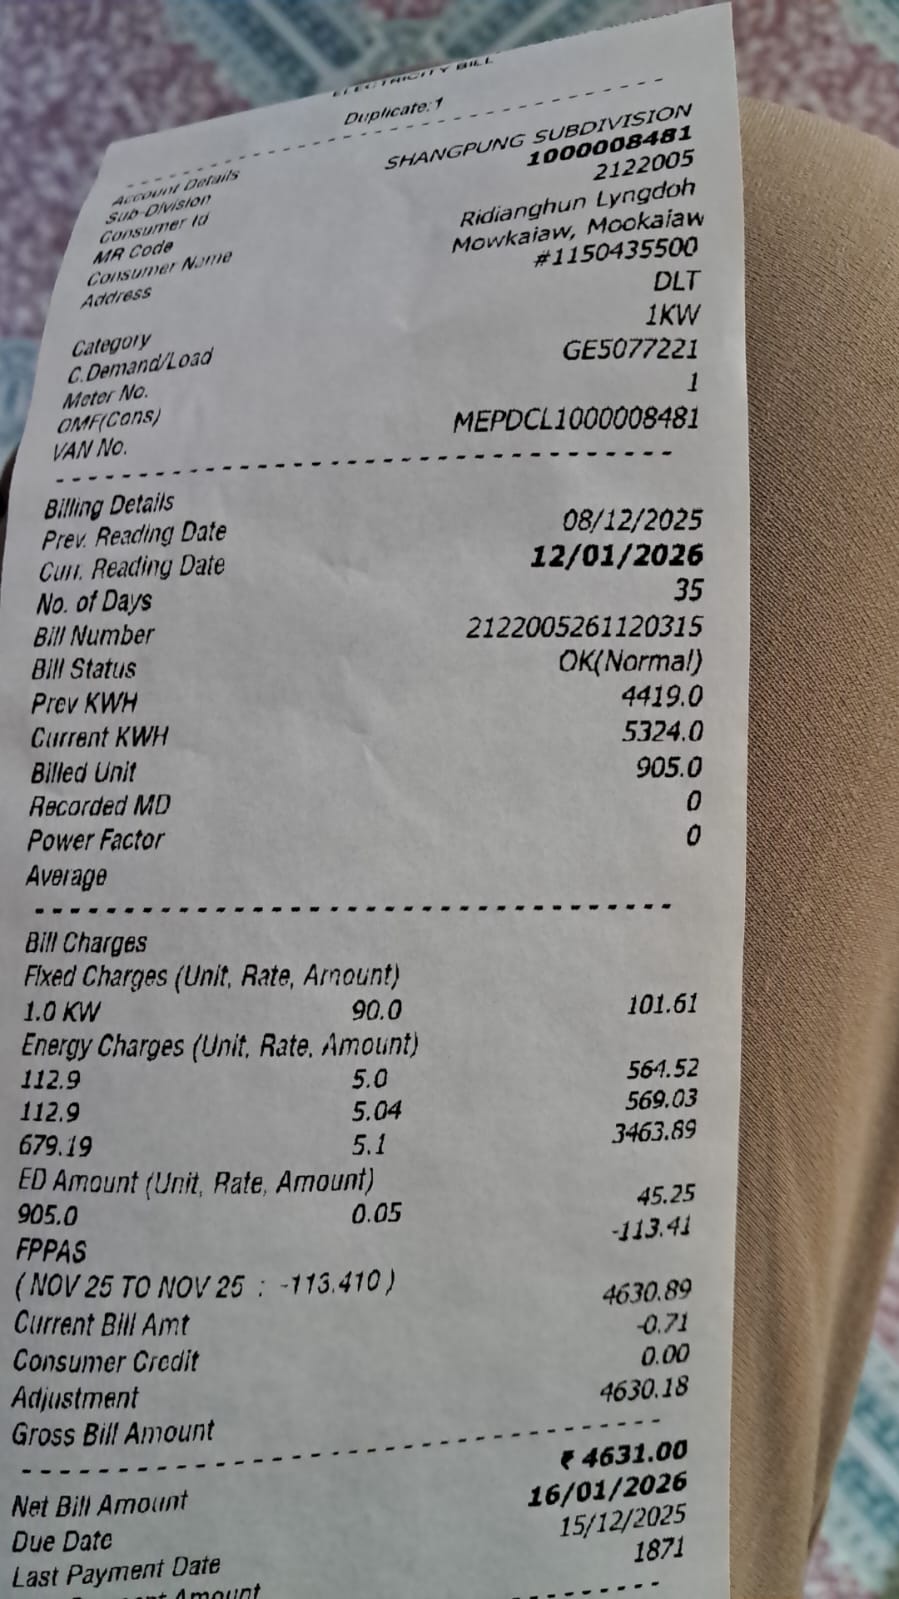 ELECTRICITY BILL
Duplicate:1
Account Details
Sub-Division SHANGPUNG SUBDIVISION
Consumer Id 1000008481
MR Code 2122005
Consumer Name Ridianghun Lyngdoh
Address Mowkaiaw, Mookaiaw
#1150435500
Category DLT
C.Demand/Load 1KW
Meter No. GE5077221
OMF(Cons) 1
VAN No. MEPDCL1000008481
Billing Details
Prev. Reading Date 08/12/2025
Curr. Reading Date 12/01/2026
No. of Days 35
Bill Number 2122005261120315
Bill Status OK(Normal)
Prev KWH 4419.0
Current KWH 5324.0
Billed Unit 905.0
Recorded MD 0
Power Factor 0
Average
Bill Charges
Fixed Charges (Unit, Rate, Amount)
1.0 KW 90.0 101.61
Energy Charges (Unit, Rate, Amount)
112.9 5.0 564.52
112.9 5.04 569.03
679.19 5.1 3463.89
ED Amount (Unit, Rate, Amount)
905.0 0.05 45.25
FPPAS -113.41
( NOV 25 TO NOV 25 : -113.410 )
Current Bill Amt 4630.89
Consumer Credit -0.71
Adjustment 0.00
Gross Bill Amount 4630.18
Net Bill Amount ₹ 4631.00
Due Date 16/01/2026
Last Payment Date 15/12/2025
Amount 1871